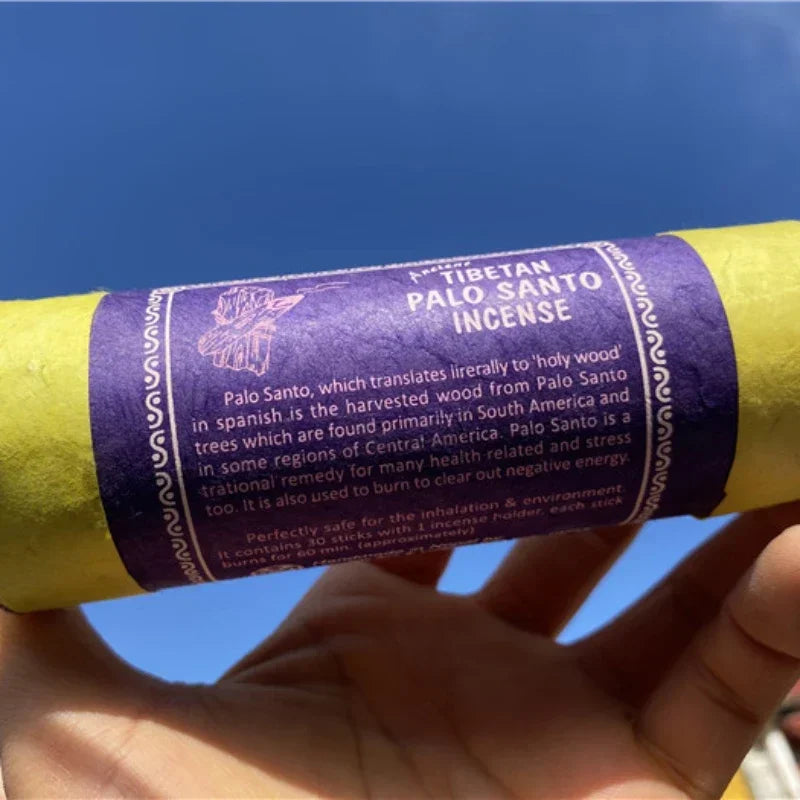 Ancient
TIBETAN
PALO SANTO
INCENSE
Palo Santo, which translates lirerally to 'holy wood'
in spanish is the harvested wood from Palo Santo
trees which are found primarily in South America and
in some regions of Central America. Palo Santo is a
trational remedy for many health related and stress
too. It is also used to burn to clear out negative energy.
Perfectly safe for the inhalation & environment.
It contains 30 sticks with 1 incense holder, each stick
burns for 60 min. (approximately)